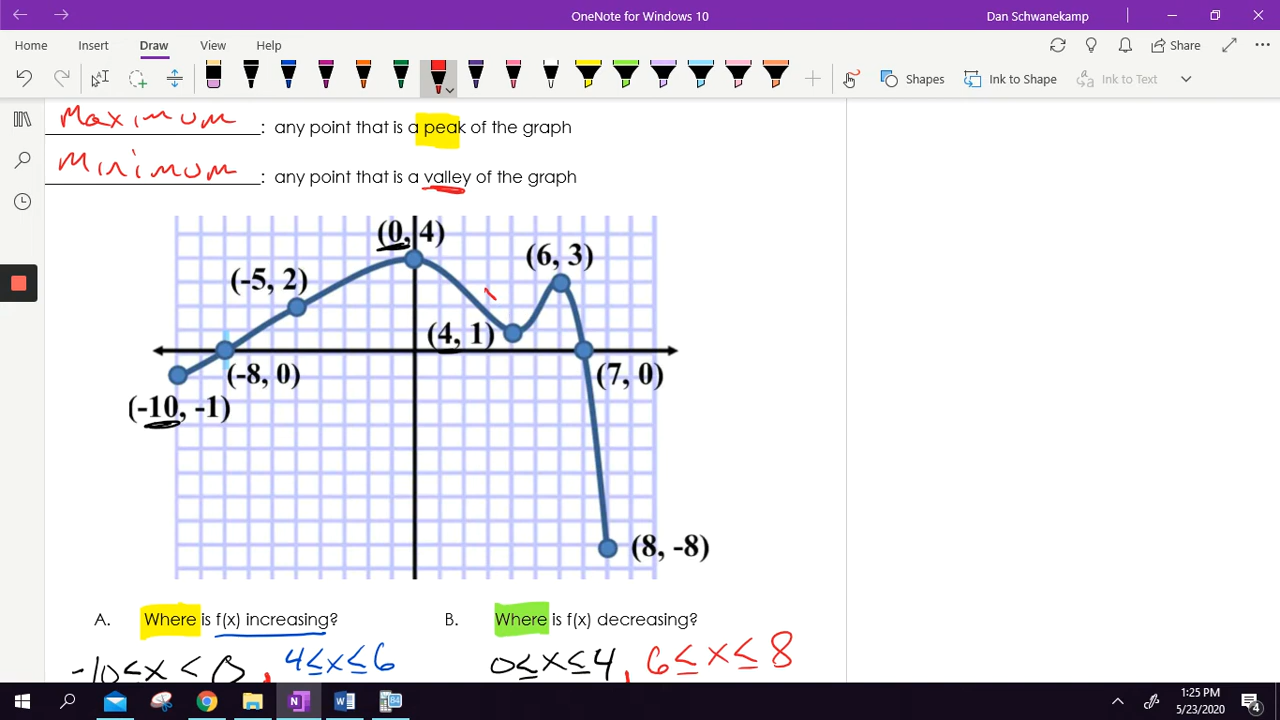 OneNote for Windows 10
Dan Schwanekamp
Home Insert Draw View Help
Share
Shapes Ink to Shape Ink to Text
Maximum : any point that is a peak of the graph
Minimum : any point that is a valley of the graph
(0, 4)
(6, 3)
(-5, 2)
(4, 1)
(-8, 0)
(7, 0)
(-10, -1)
(8, -8)
A. Where is f(x) increasing? B. Where is f(x) decreasing?
-10≤x< 0, 4≤x≤6 0≤x≤4, 6≤x≤8
1:25 PM
5/23/2020
4